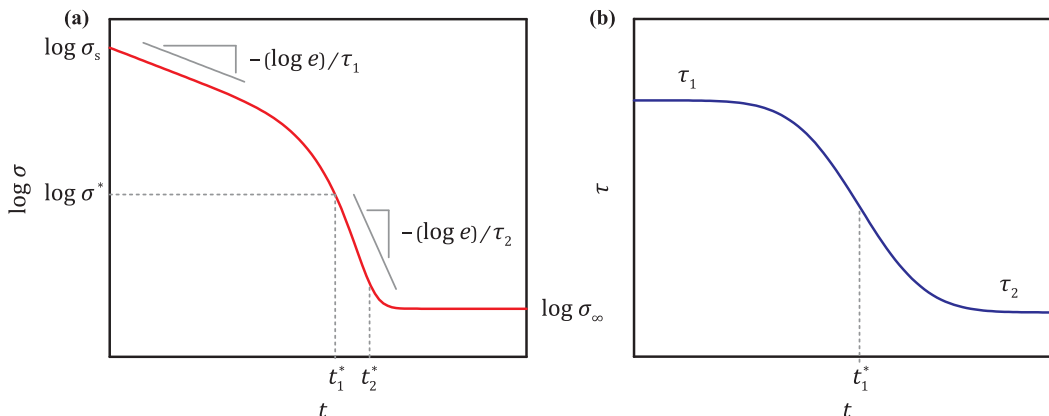 (a)
log σₛ
−(log e)/τ₁
log σ*
log σ
−(log e)/τ₂
log σ∞
t₁* t₂*
t
(b)
τ₁
τ
τ₂
t₁*
t